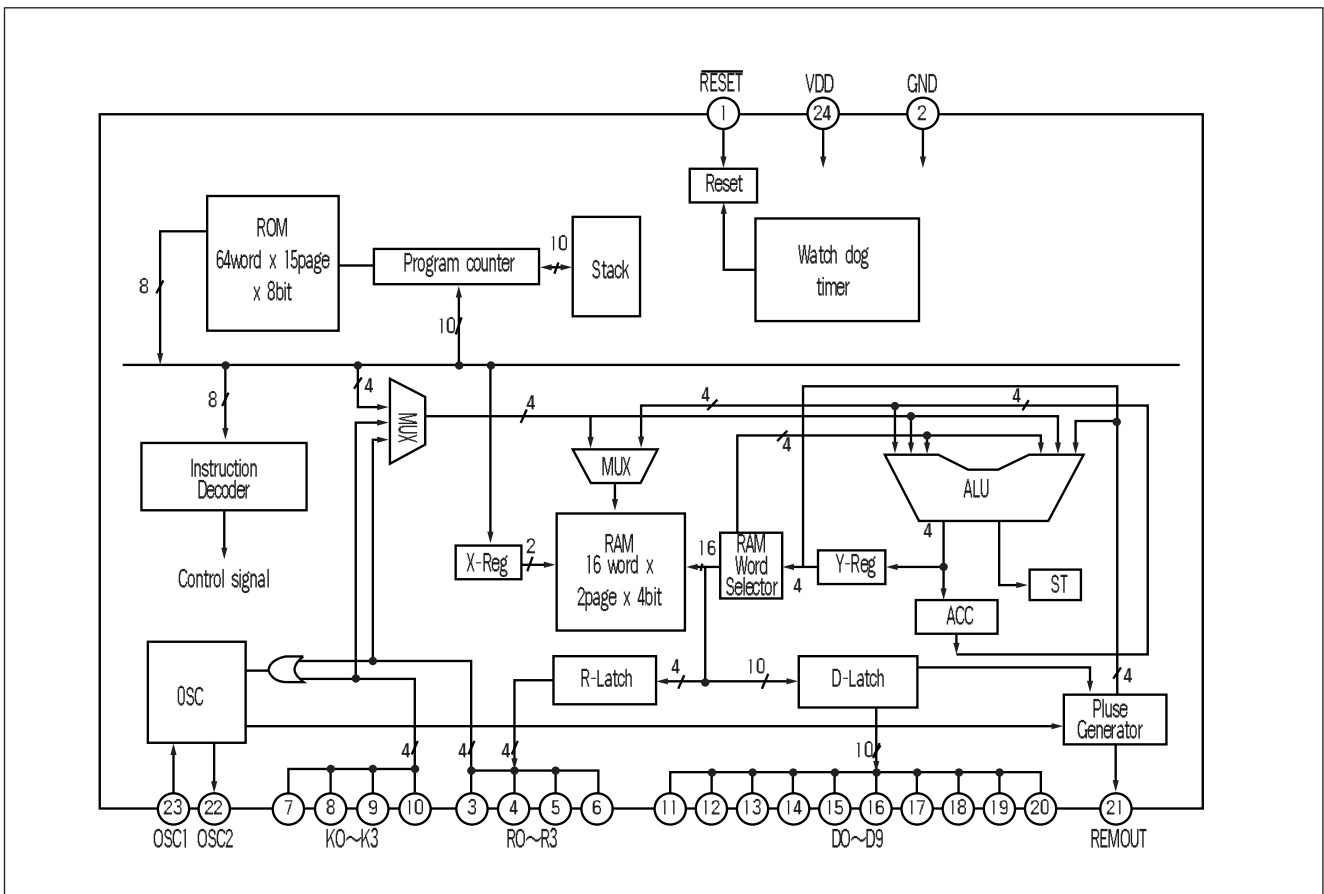 RESET
VDD
GND
1
24
2
Reset
ROM
64word x 15page
x 8bit
8
Program counter
10
Stack
10
Watch dog
timer
8
4
MUX
4
4
4
4
MUX
ALU
4
Instruction
Decoder
Control signal
X-Reg
2
RAM
16 word x
2page x 4bit
16
RAM
Word
Selector
4
Y-Reg
ST
ACC
OSC
R-Latch
4
10
D-Latch
4
Pluse
Generator
4
4
4
10
23
22
7
8
9
10
3
4
5
6
11
12
13
14
15
16
17
18
19
20
21
OSC1
OSC2
K0~K3
R0~R3
D0~D9
REMOUT